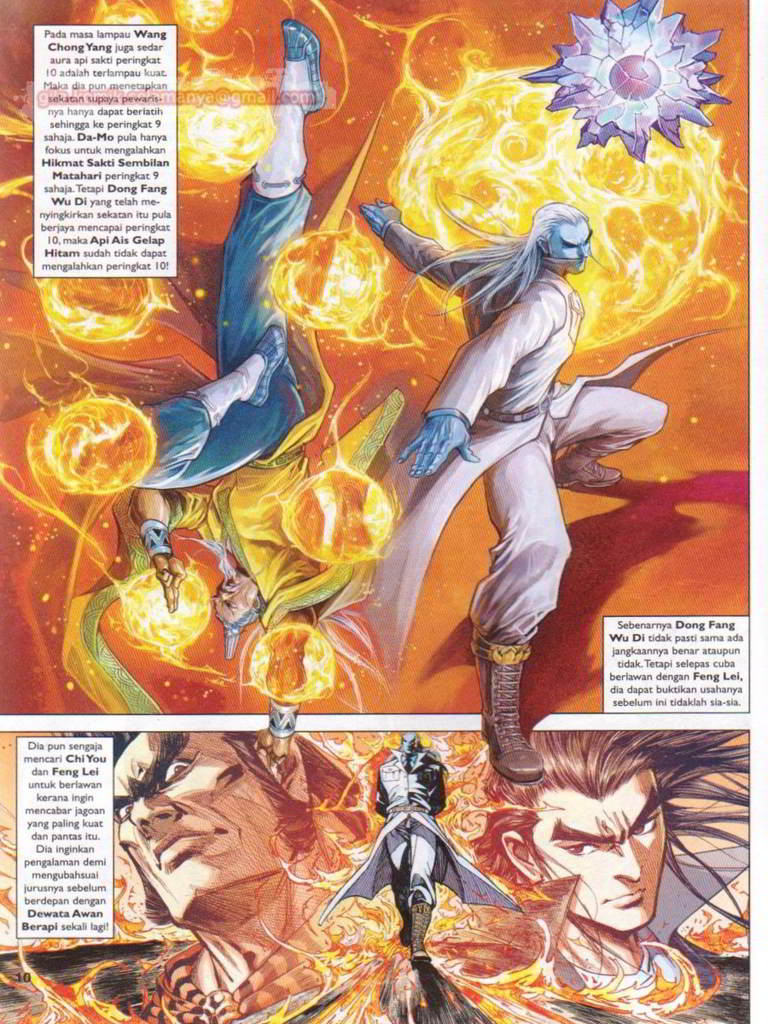 Pada masa lampau Wang
Chong Yang juga sedar
aura api sakti peringkat
10 adalah terlampau kuat.
Maka dia pun menetapkan
sekatan supaya pewaris-
nya hanya dapat berlatih
sehingga ke peringkat 9
sahaja. Da-Mo pula hanya
fokus untuk mengalahkan
Hikmat Sakti Sembilan
Matahari peringkat 9
sahaja. Tetapi Dong Fang
Wu Di yang telah me-
nyingkirkan sekatan itu pula
berjaya mencapai peringkat
10, maka Api Ais Gelap
Hitam sudah tidak dapat
mengalahkan peringkat 10!
Sebenarnya Dong Fang
Wu Di tidak pasti sama ada
jangkaannya benar ataupun
tidak. Tetapi selepas cuba
berlawan dengan Feng Lei,
dia dapat buktikan usahanya
sebelum ini tidaklah sia-sia.
Dia pun sengaja
mencari Chi You
dan Feng Lei
untuk berlawan
kerana ingin
mencabar jagoan
yang paling kuat
dan pantas itu.
Dia inginkan
pengalaman demi
mengubahsuai
jurusnya sebelum
berdepan dengan
Dewata Awan
Berapi sekali lagi!
10